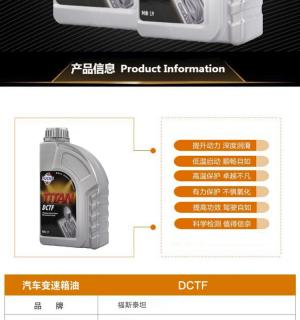 产品信息 Product Information
FUCHS
TITAN
DCTF
提升动力 深度润滑
低温启动 顺畅自如
高温保护 卓越不凡
有力保护 不惧氧化
提高功效 驾驶自如
科学检测 值得信奈
汽车变速箱油 DCTF
品 牌 福斯泰坦